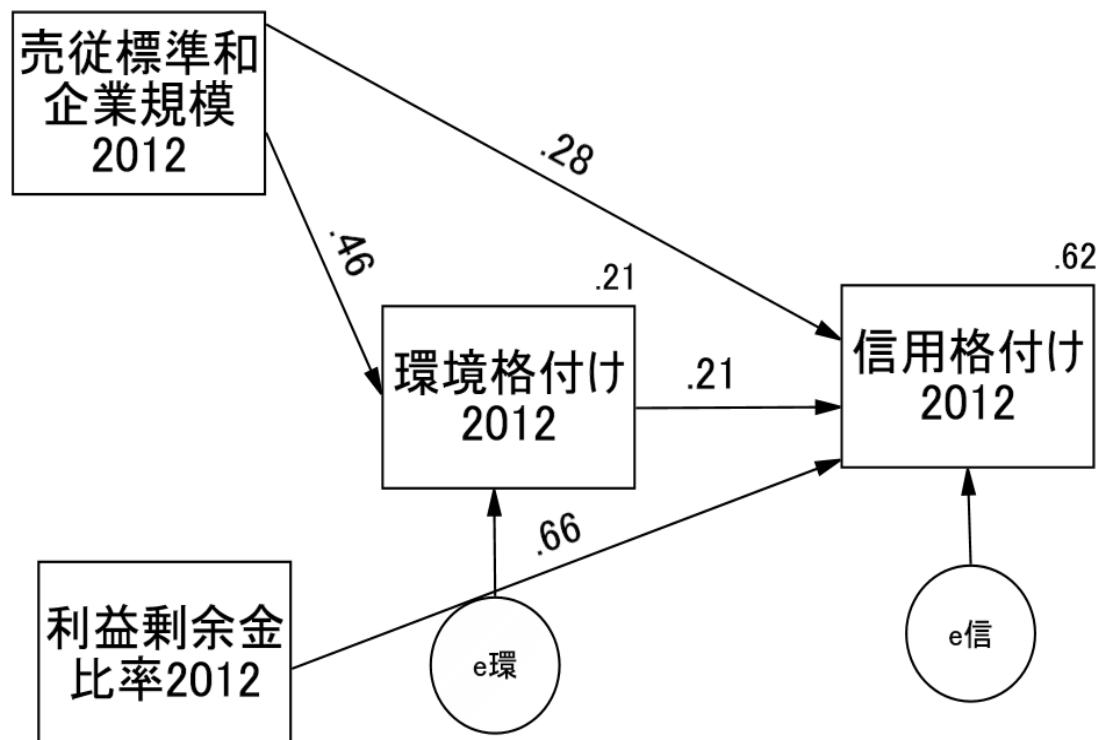 売従標準和
企業規模
2012
.28
.46
.21
.62
環境格付け
2012
.21
信用格付け
2012
.66
利益剰余金
比率2012
e環
e信